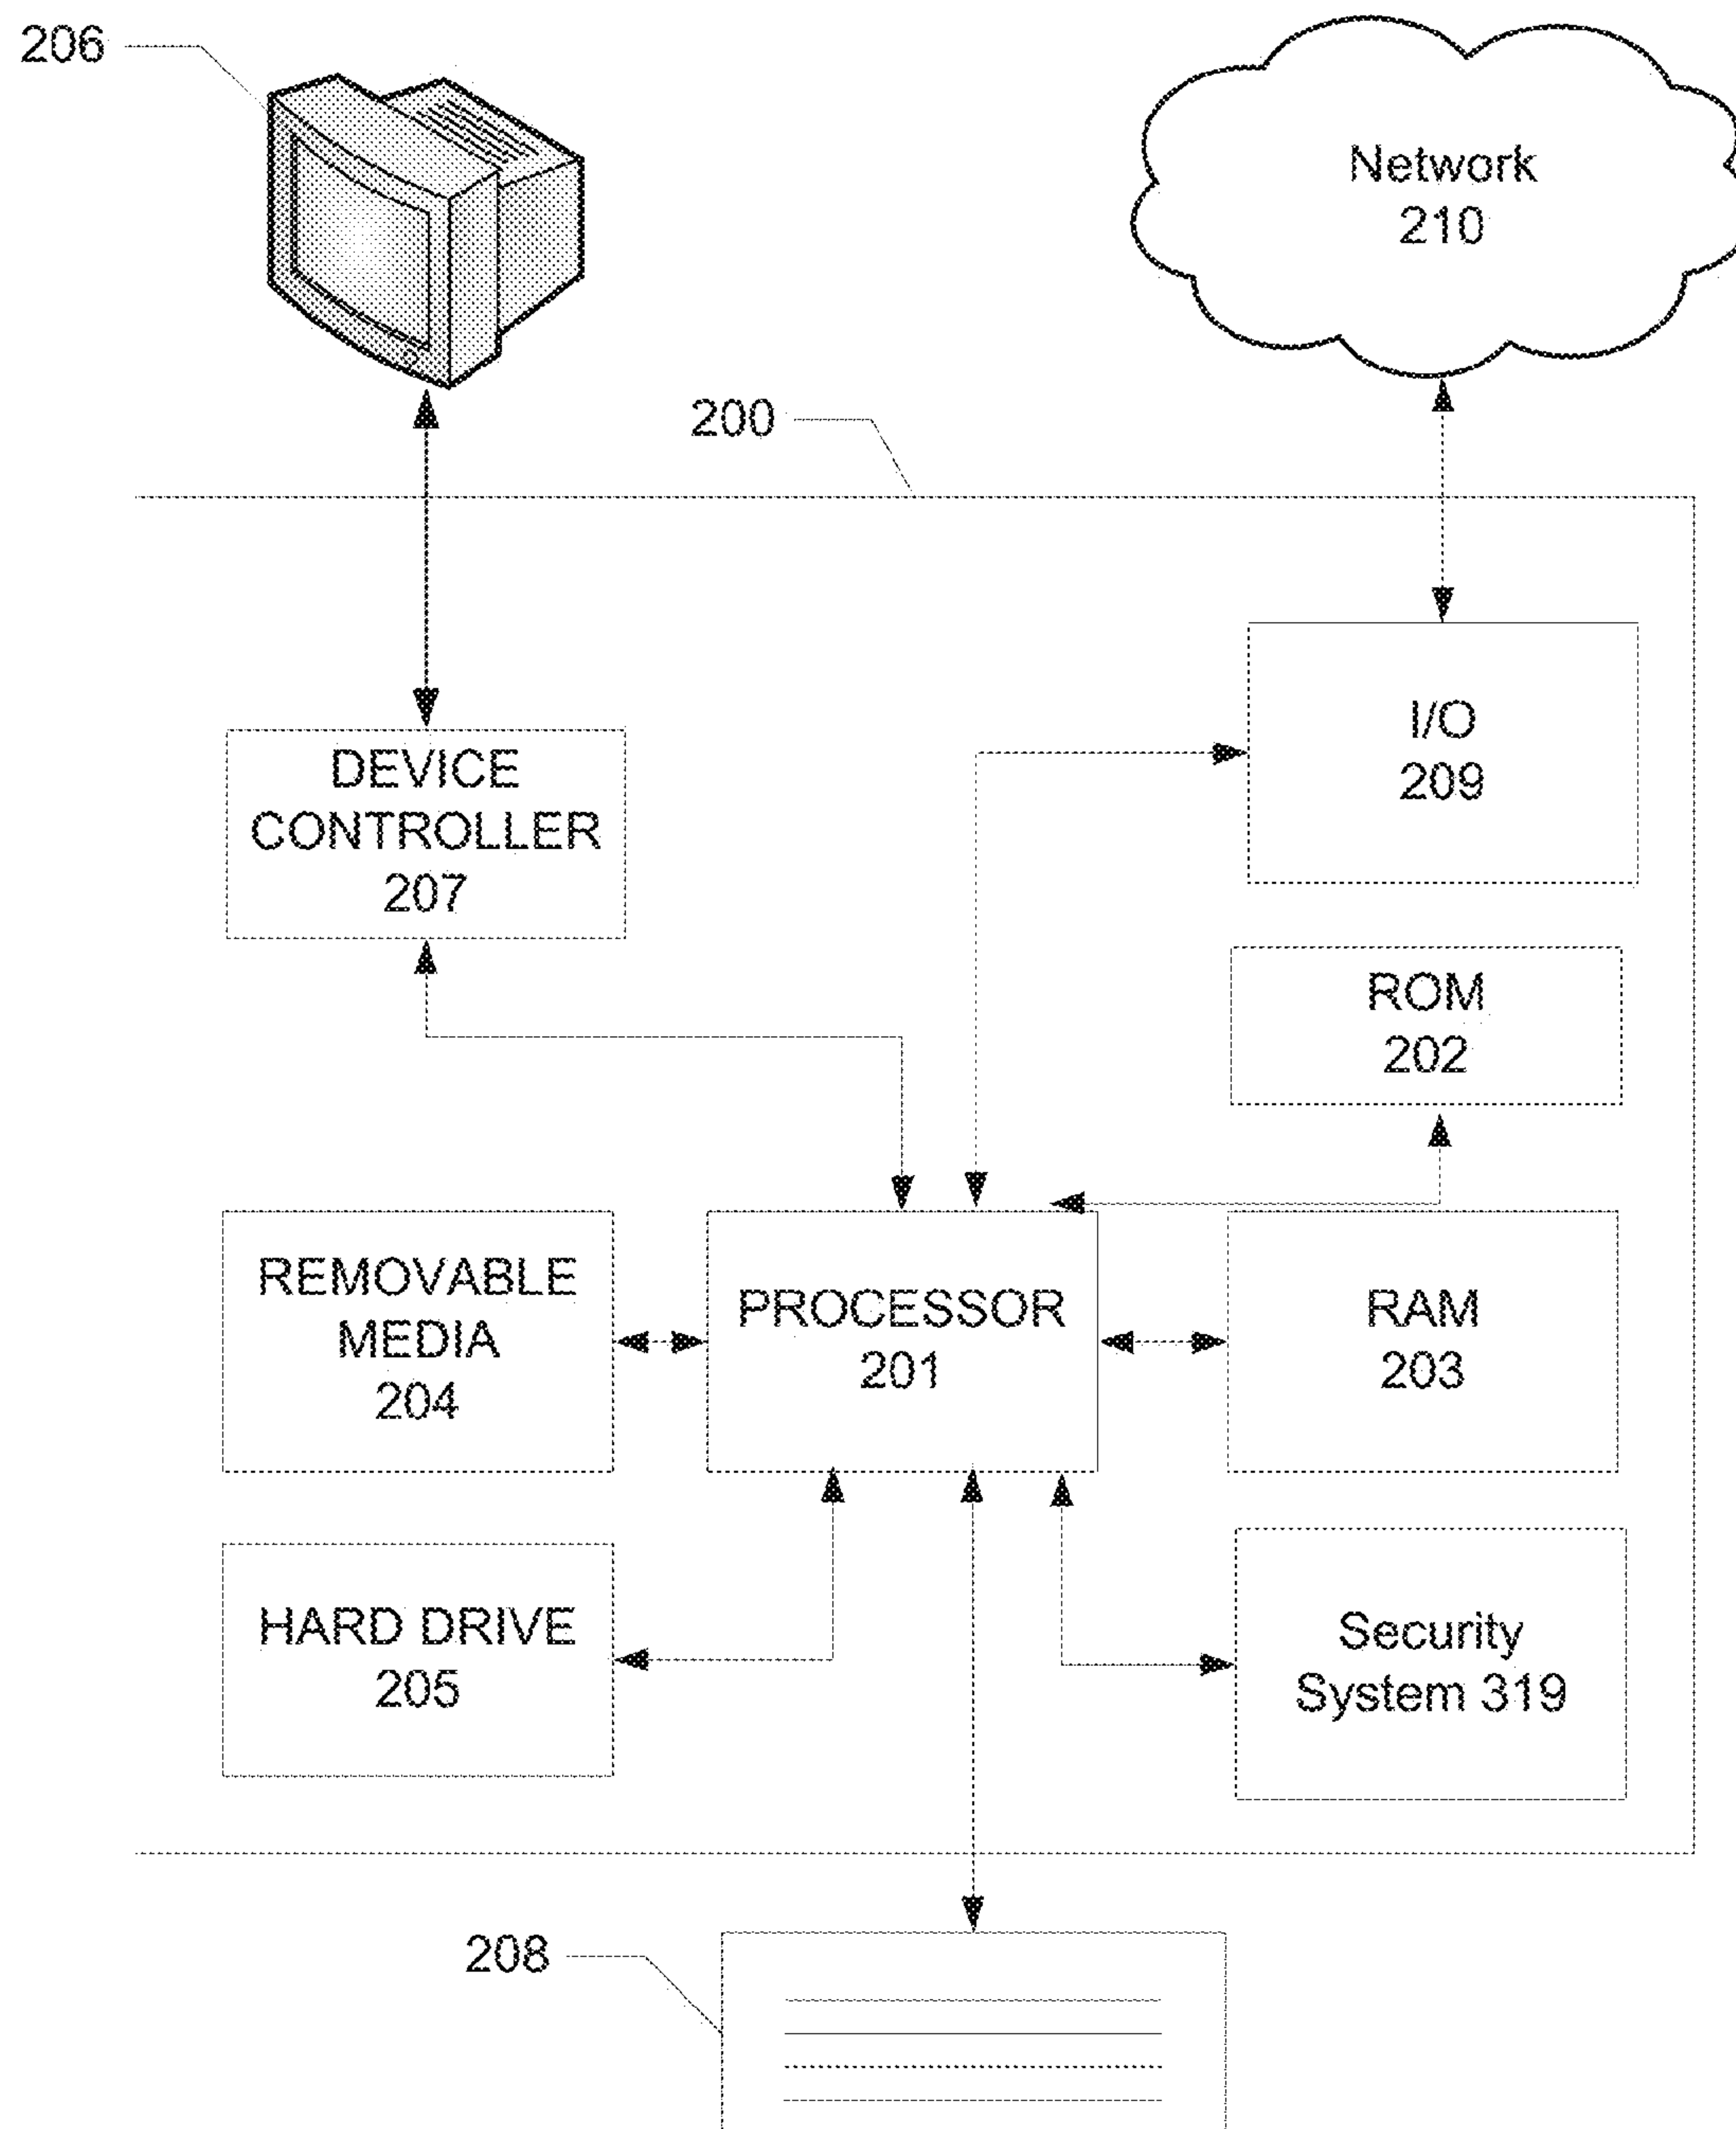 206
Network
210
200
DEVICE
CONTROLLER
207
I/O
209
ROM
202
REMOVABLE
MEDIA
204
PROCESSOR
201
RAM
203
HARD DRIVE
205
Security
System 319
208